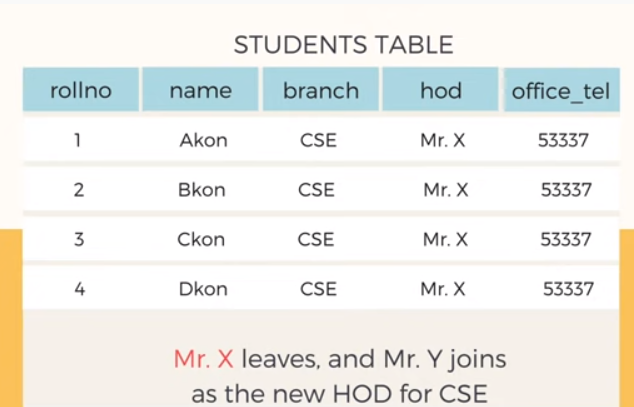 STUDENTS TABLE
rollno name branch hod office_tel
1 Akon CSE Mr. X 53337
2 Bkon CSE Mr. X 53337
3 Ckon CSE Mr. X 53337
4 Dkon CSE Mr. X 53337
Mr. X leaves, and Mr. Y joins
as the new HOD for CSE